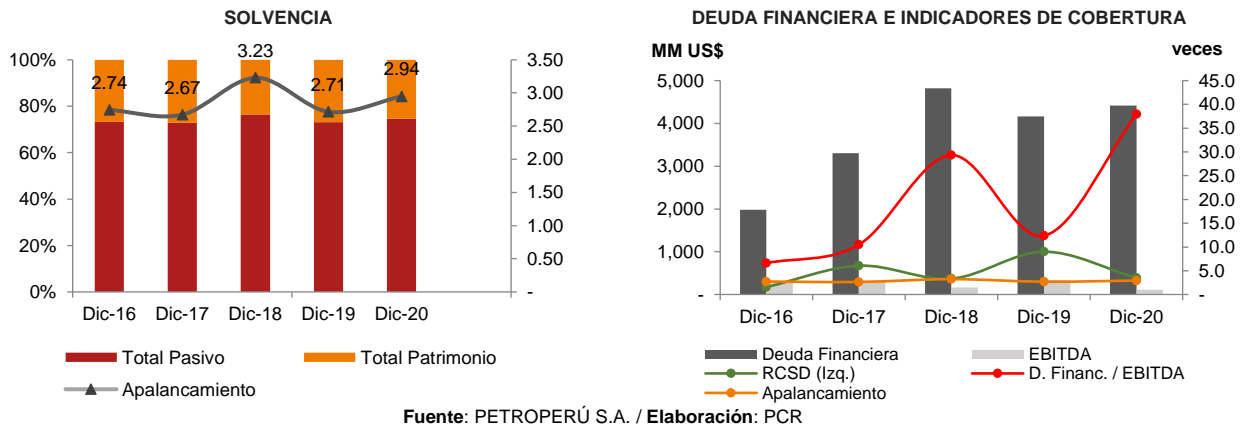 SOLVENCIA
100%
80%
60%
40%
20%
0%
3.50
3.00
2.50
2.00
1.50
1.00
0.50
-
2.74
2.67
3.23
2.71
2.94
Dic-16
Dic-17
Dic-18
Dic-19
Dic-20
Total Pasivo
Total Patrimonio
Apalancamiento
DEUDA FINANCIERA E INDICADORES DE COBERTURA
MM US$
veces
5,000
4,000
3,000
2,000
1,000
-
45.0
40.0
35.0
30.0
25.0
20.0
15.0
10.0
5.0
-
Dic-16
Dic-17
Dic-18
Dic-19
Dic-20
Deuda Financiera
EBITDA
RCSD (Izq.)
D. Financ. / EBITDA
Apalancamiento
Fuente: PETROPERÚ S.A. / Elaboración: PCR